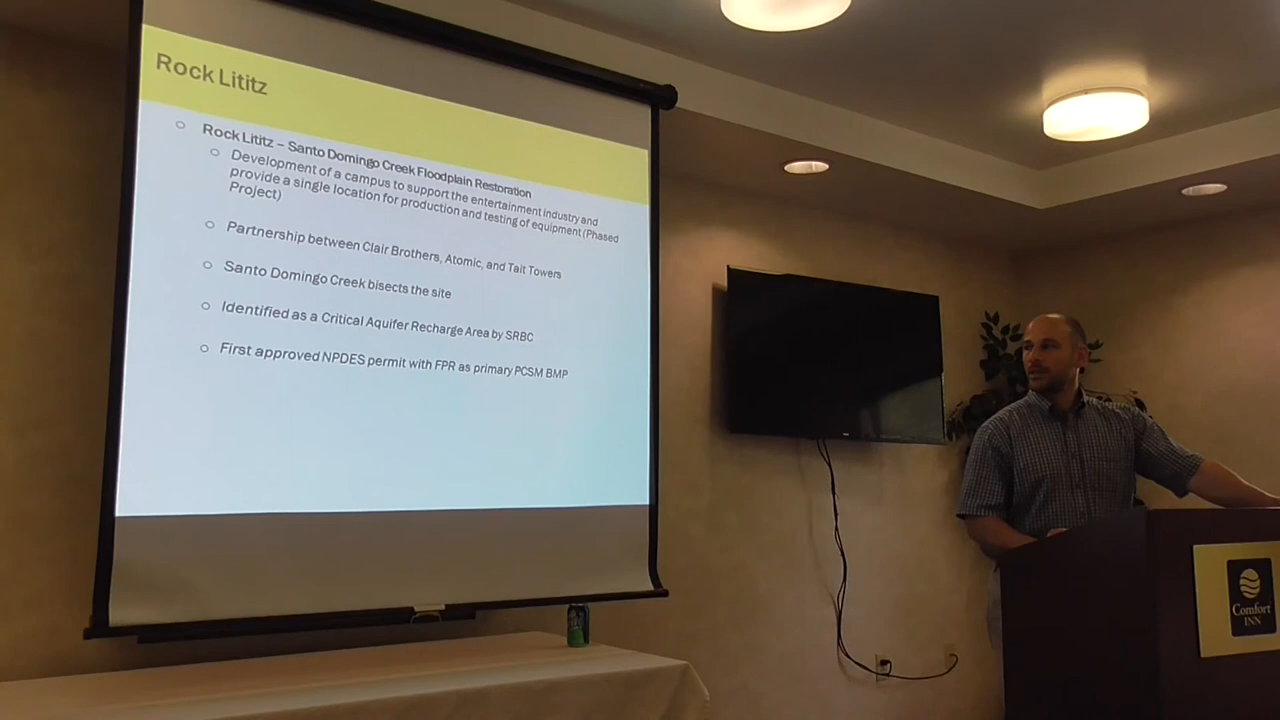 Rock Lititz
Rock Lititz – Santo Domingo Creek Floodplain Restoration
Development of a campus to support the entertainment industry and
provide a single location for production and testing of equipment (Phased
Project)
Partnership between Clair Brothers, Atomic, and Tait Towers
Santo Domingo Creek bisects the site
Identified as a Critical Aquifer Recharge Area by SRBC
First approved NPDES permit with FPR as primary PCSM BMP
Comfort
INN